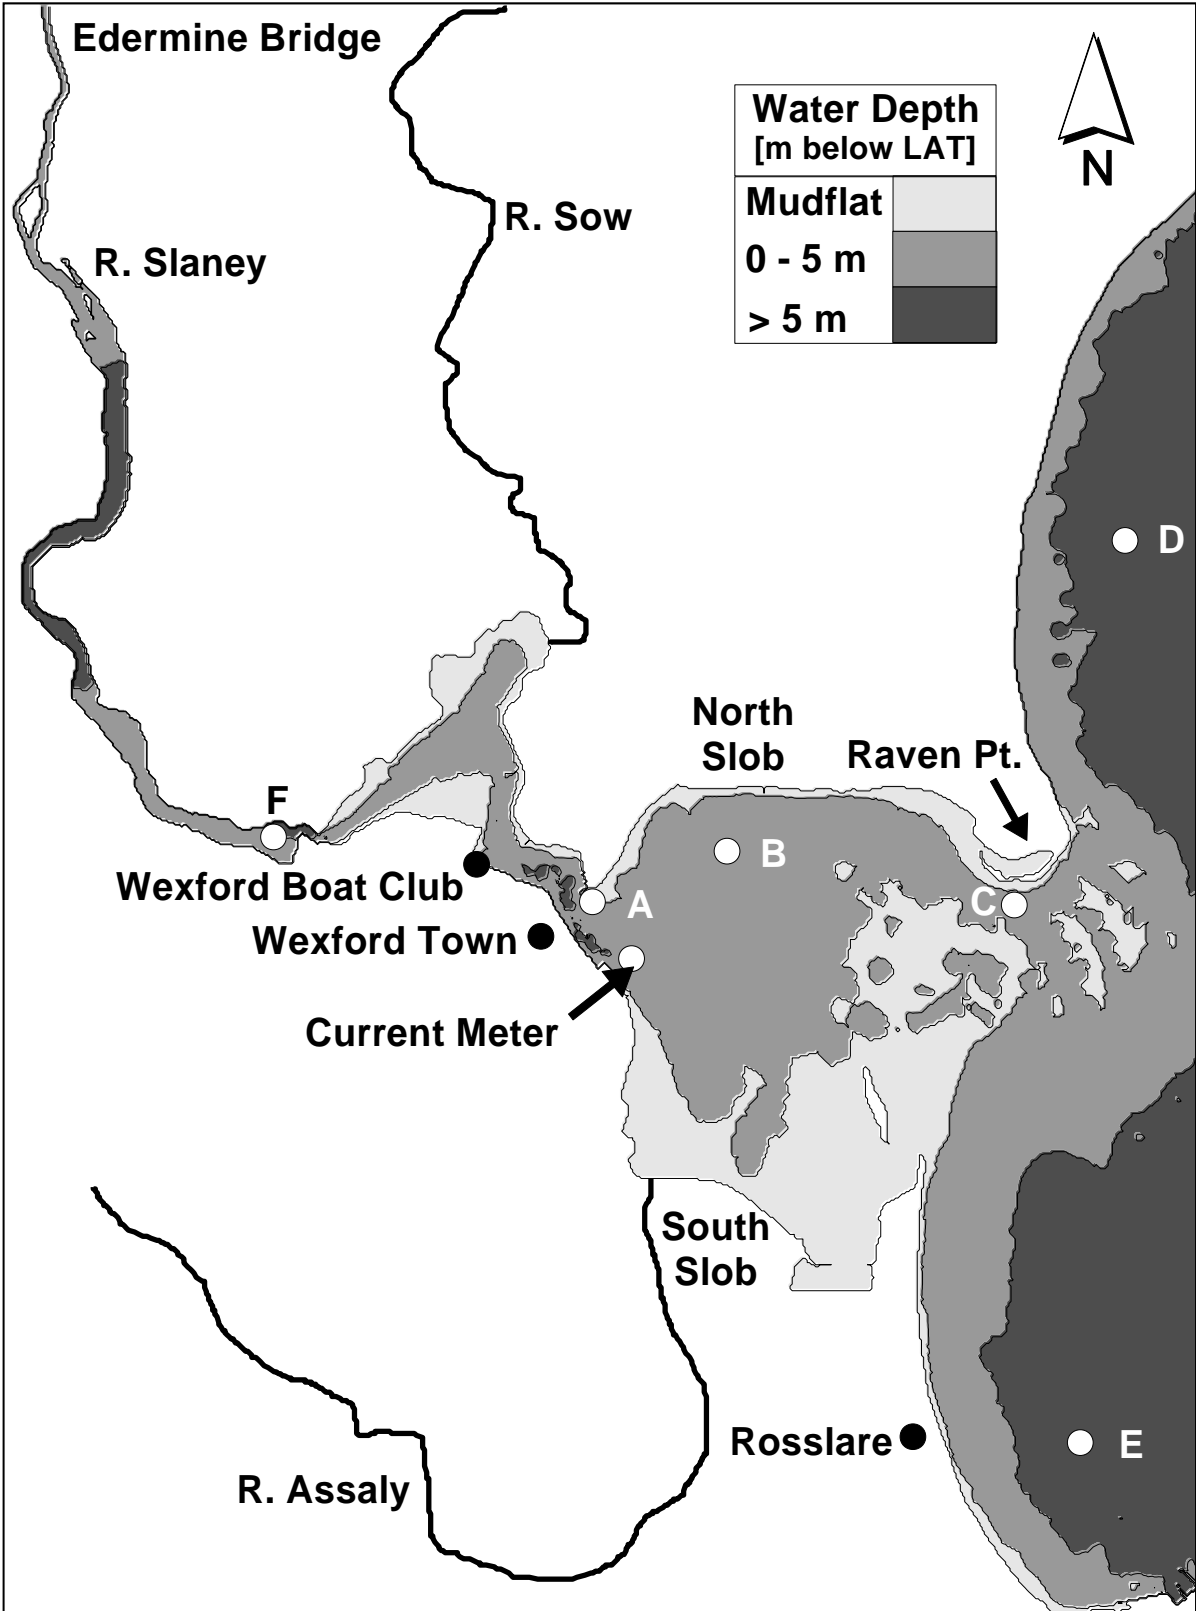 Edermine Bridge
Water Depth
[m below LAT]
Mudflat
0 - 5 m
> 5 m
N
R. Sow
R. Slaney
D
North
Slob
Raven Pt.
F
B
Wexford Boat Club
A
C
Wexford Town
Current Meter
South
Slob
Rosslare
E
R. Assaly